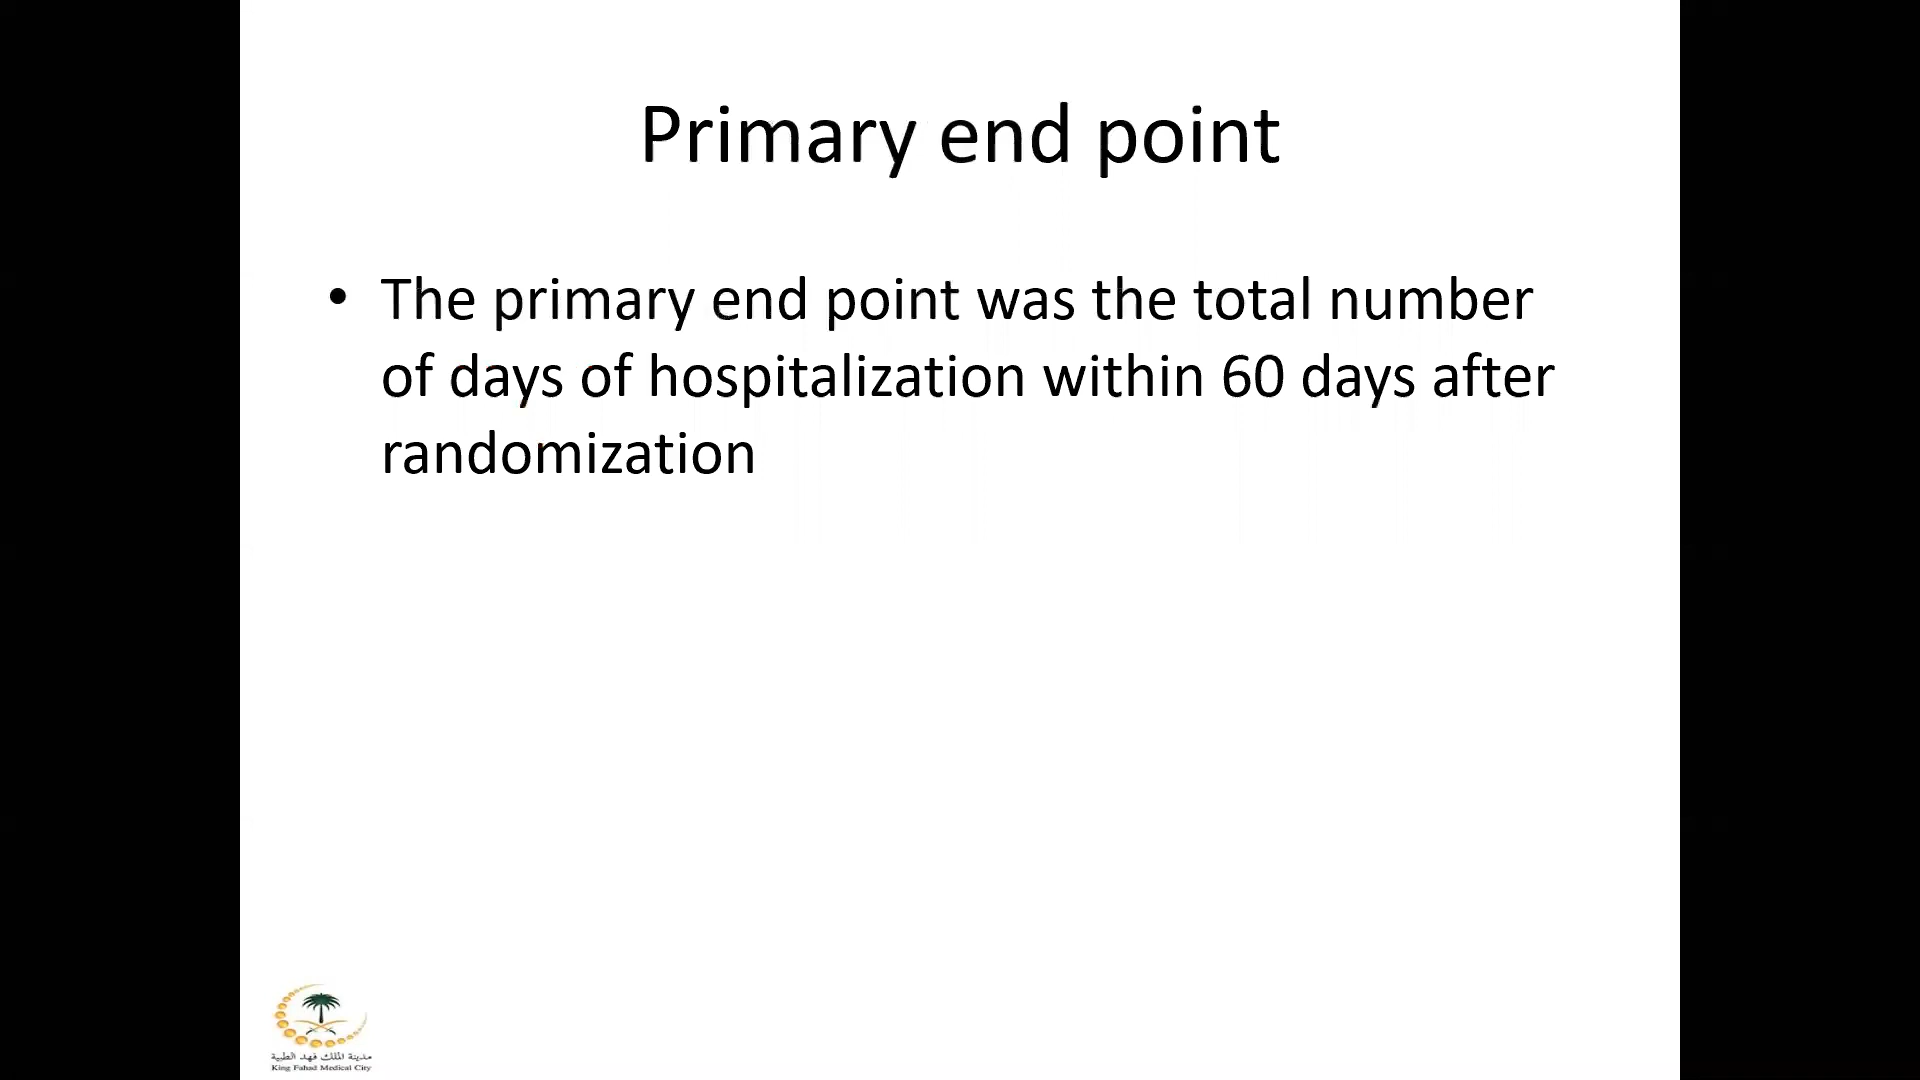 Primary end point
• The primary end point was the total number
of days of hospitalization within 60 days after
randomization
مدينة الملك فهد الطبية
King Fahad Medical City